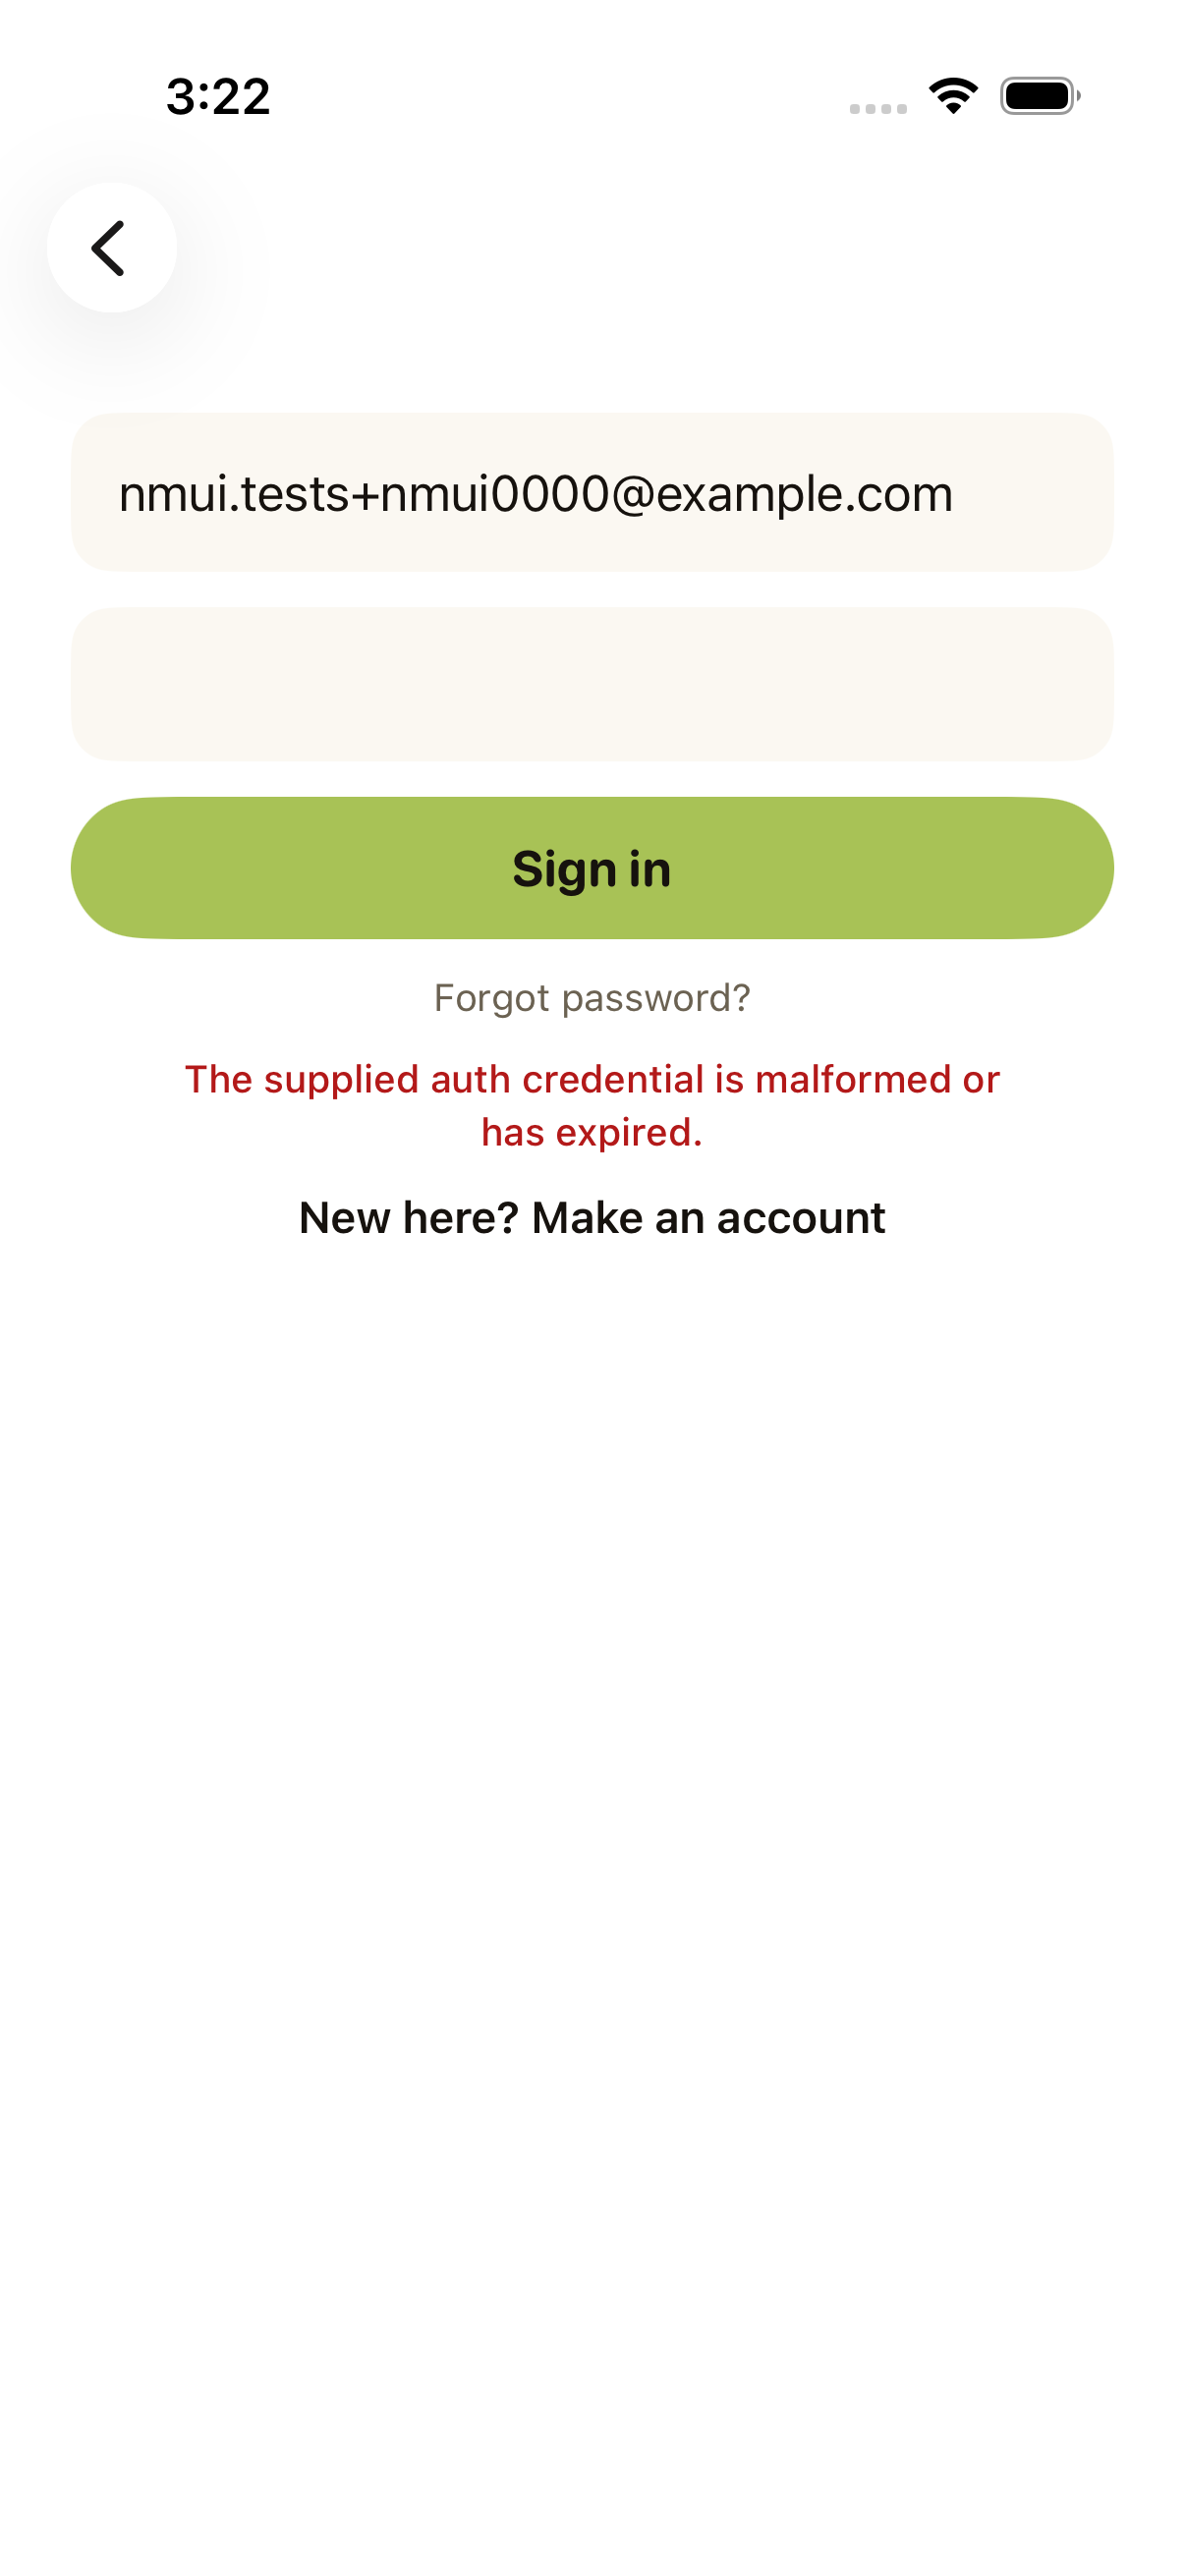 3:22
nmui.tests+nmui0000@example.com
Sign in
Forgot password?
The supplied auth credential is malformed or
has expired.
New here? Make an account